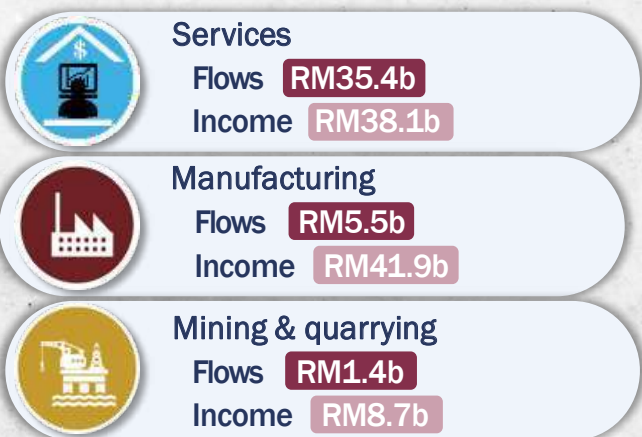 $
Services
Flows RM35.4b
Income RM38.1b
Manufacturing
Flows RM5.5b
Income RM41.9b
Mining & quarrying
Flows RM1.4b
Income RM8.7b